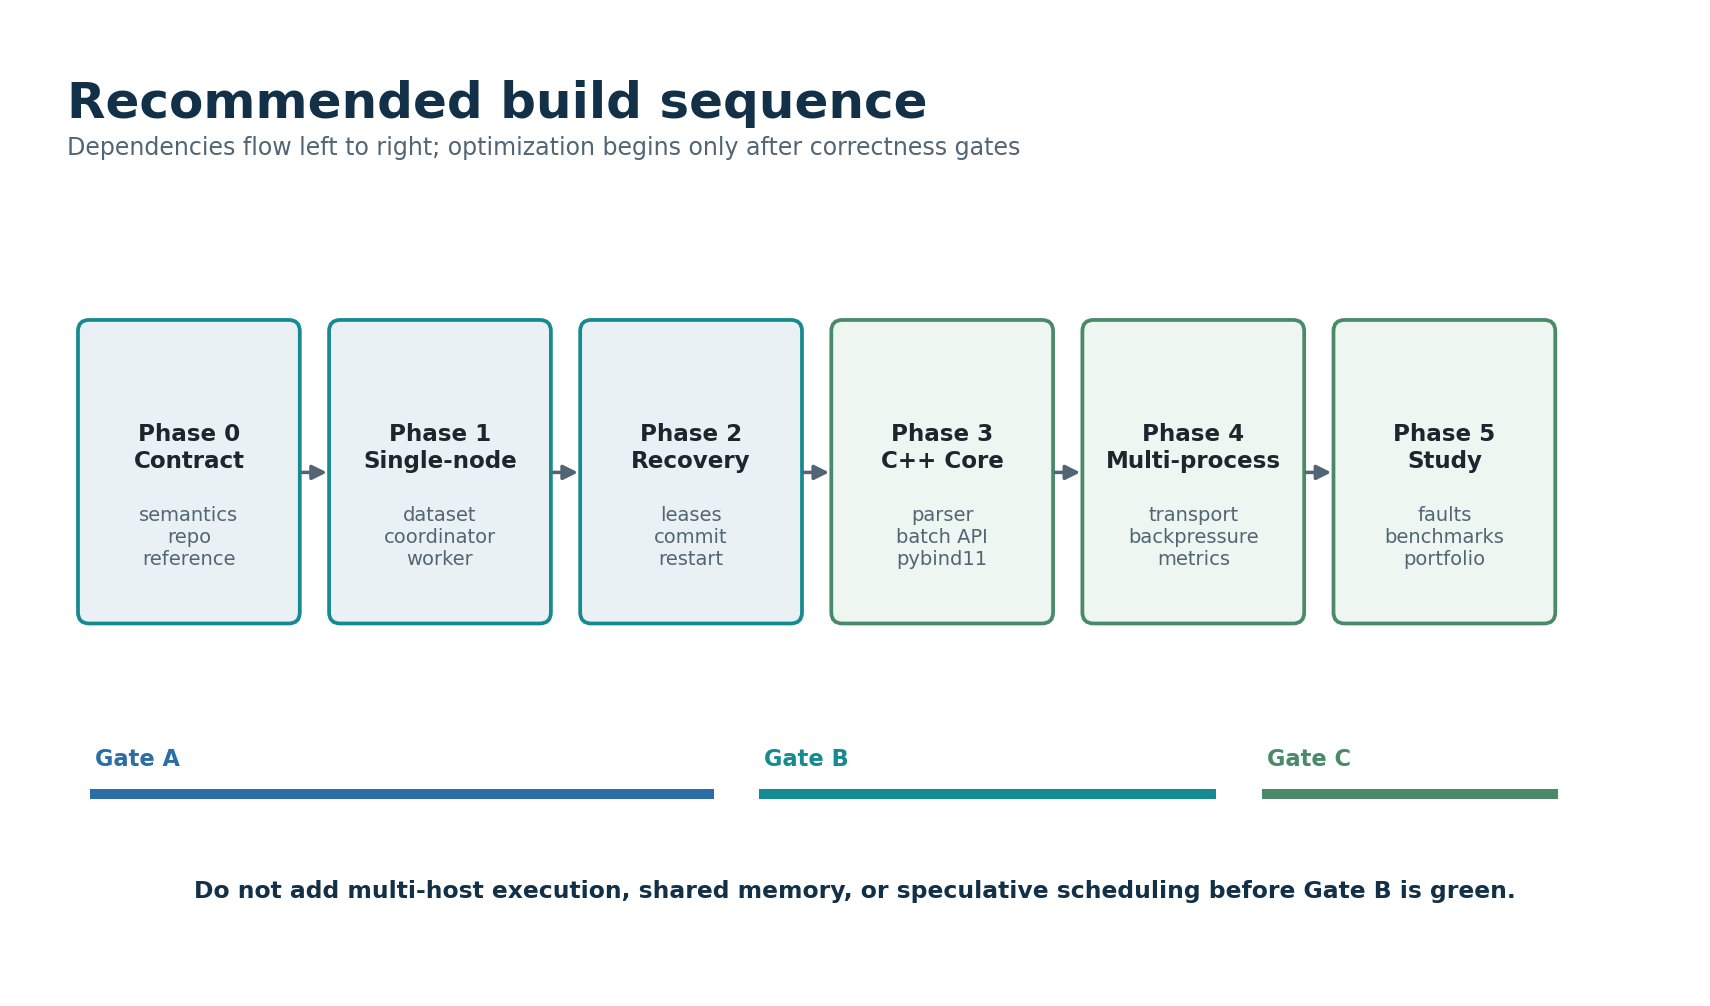 Recommended build sequence
Dependencies flow left to right; optimization begins only after correctness gates
Phase 0
Contract
semantics
repo
reference
Phase 1
Single-node
dataset
coordinator
worker
Phase 2
Recovery
leases
commit
restart
Phase 3
C++ Core
parser
batch API
pybind11
Phase 4
Multi-process
transport
backpressure
metrics
Phase 5
Study
faults
benchmarks
portfolio
Gate A
Gate B
Gate C
Do not add multi-host execution, shared memory, or speculative scheduling before Gate B is green.